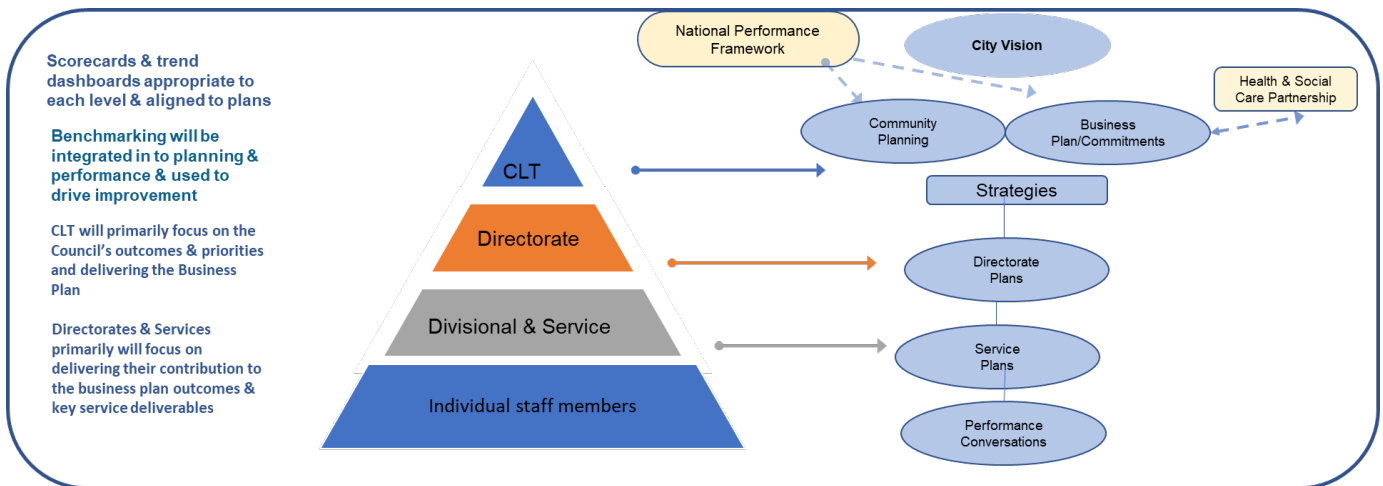 Scorecards & trend
dashboards appropriate to
each level & aligned to plans
Benchmarking will be
integrated in to planning &
performance & used to
drive improvement
CLT will primarily focus on the
Council's outcomes & priorities
and delivering the Business
Plan
Directorates & Services
primarily will focus on
delivering their contribution to
the business plan outcomes &
key service deliverables
CLT
Directorate
Divisional & Service
Individual staff members
National Performance
Framework
City Vision
Health & Social
Care Partnership
Community
Planning
Business
Plan/Commitments
Strategies
Directorate
Plans
Service
Plans
Performance
Conversations